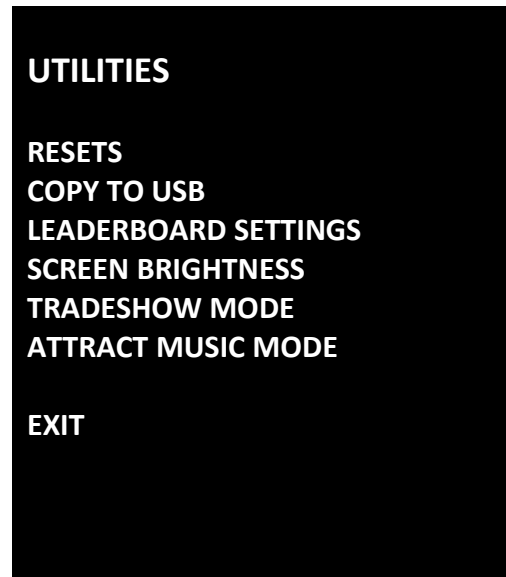 UTILITIES
RESETS
COPY TO USB
LEADERBOARD SETTINGS
SCREEN BRIGHTNESS
TRADESHOW MODE
ATTRACT MUSIC MODE
EXIT